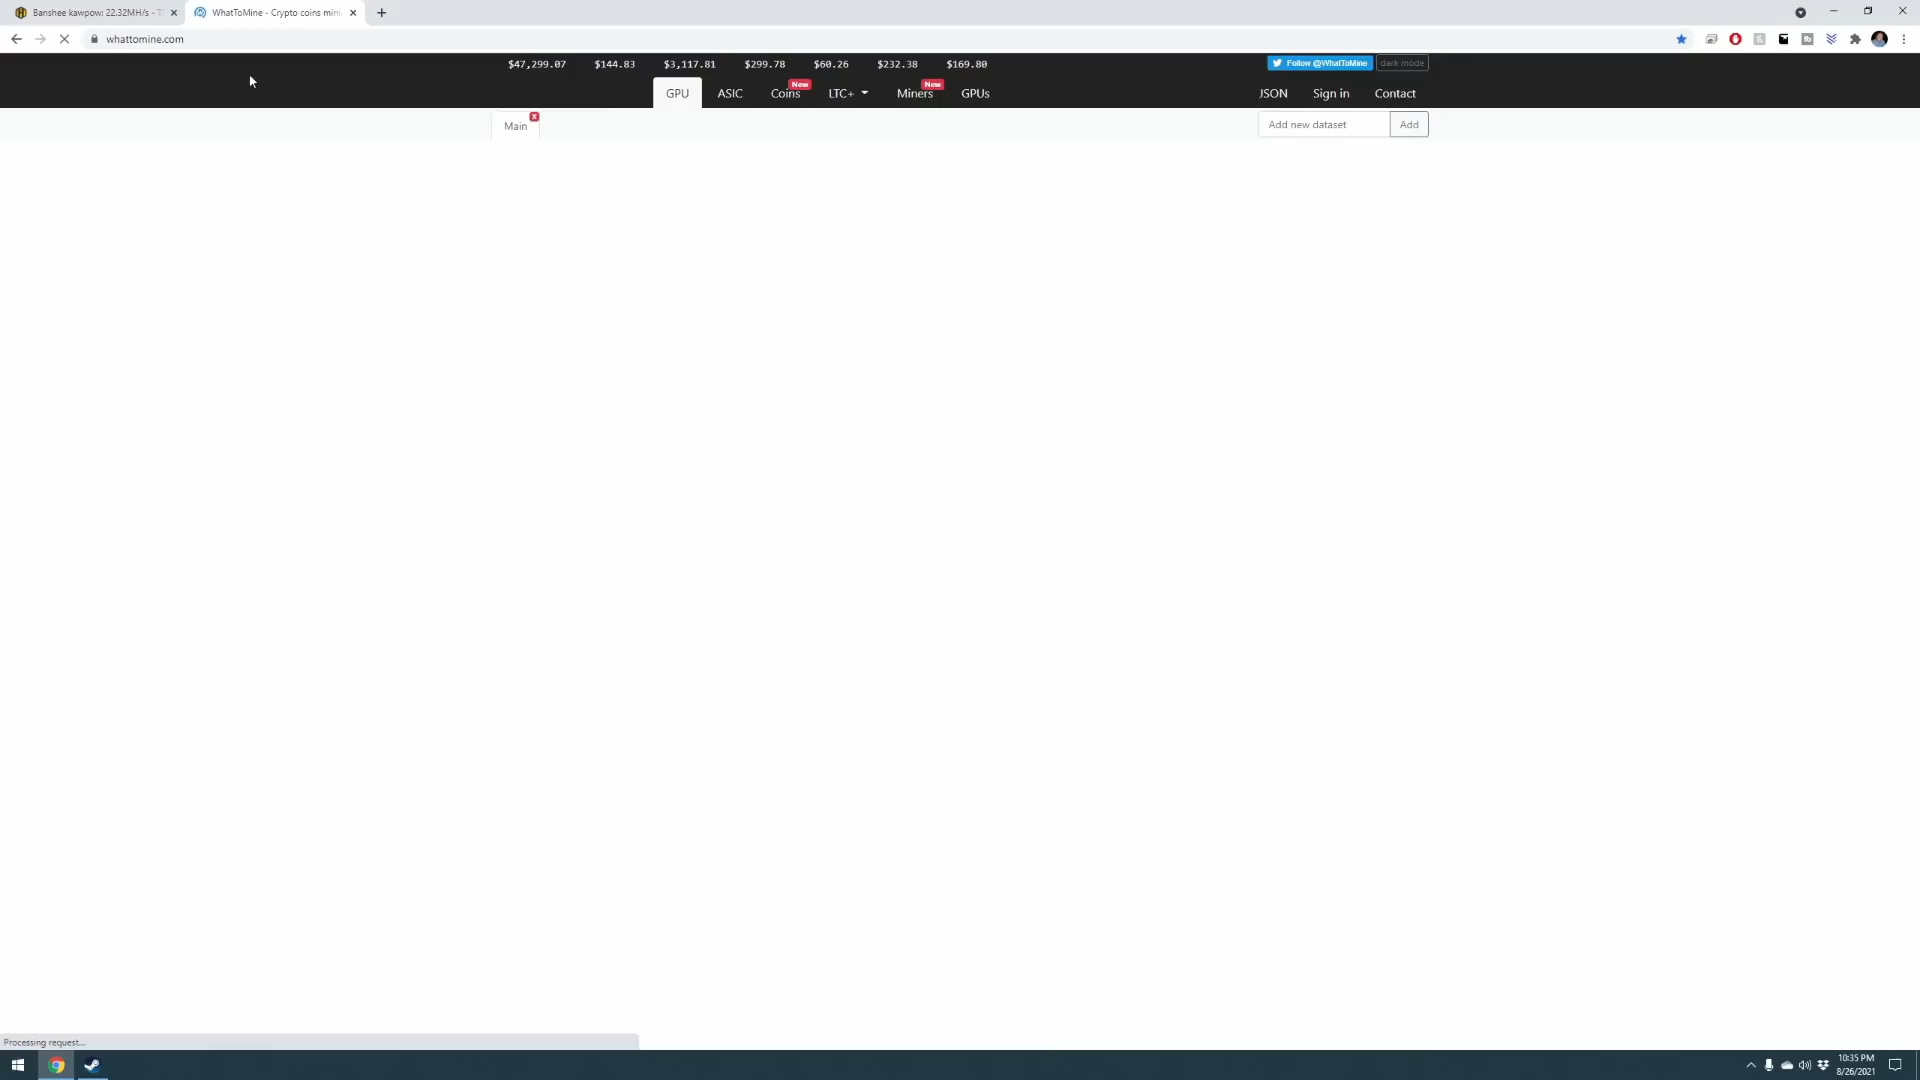 Banshee kawpow: 22.32MH/s - T
WhatToMine - Crypto coins mini
whattomine.com
$47,299.07 $144.83 $3,117.81 $299.78 $60.26 $232.38 $169.80
Follow @WhatToMine dark mode
New New
GPU ASIC Coins LTC+ Miners GPUs JSON Sign in Contact
Main x
Add new dataset Add
Processing request...
10:35 PM
8/26/2021